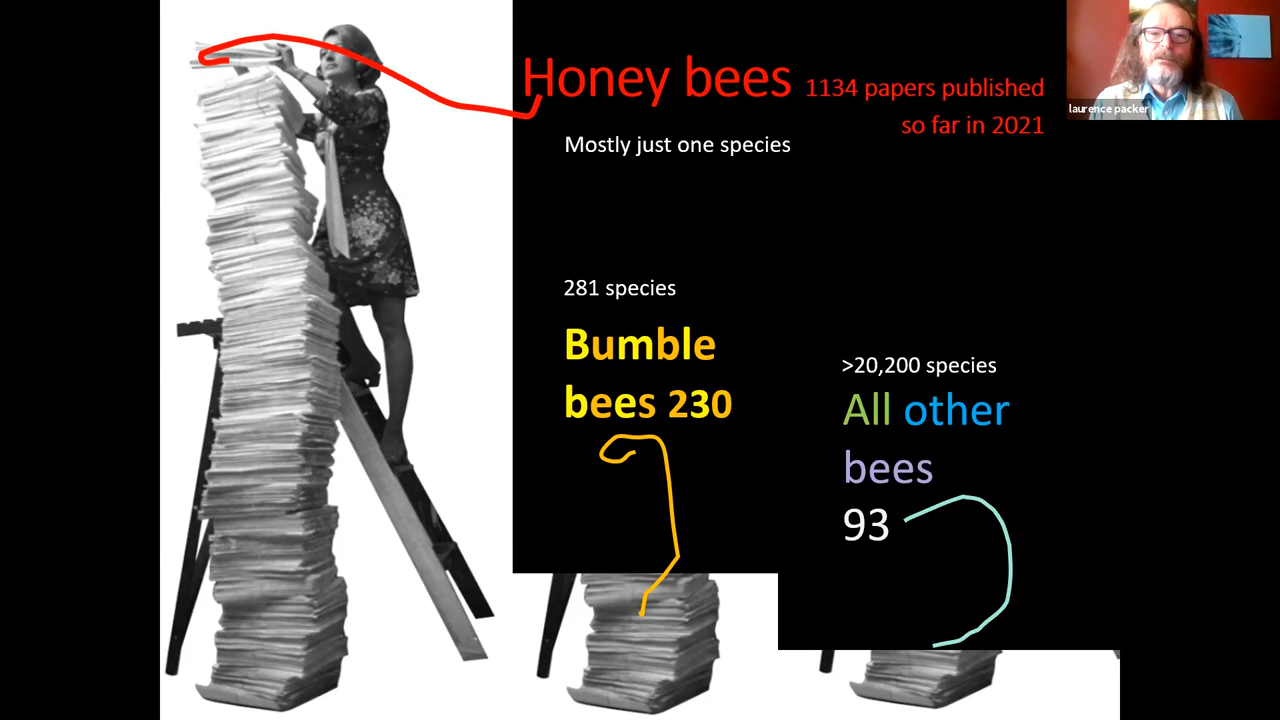 Honey bees 1134 papers published
so far in 2021
Mostly just one species
281 species
Bumble
bees 230
>20,200 species
All other
bees
93
laurence packer